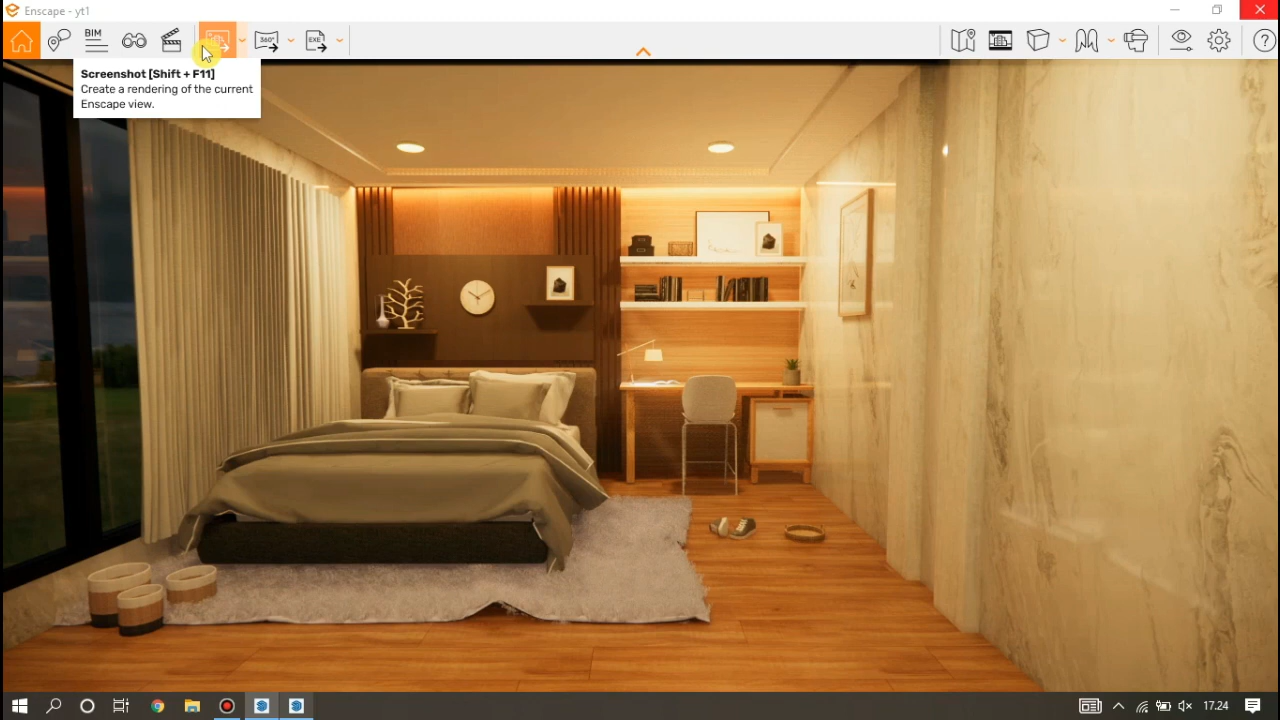 Enscape - yt1
BIM
360°
EXE
Screenshot [Shift + F11]
Create a rendering of the current
Enscape view.
17.24